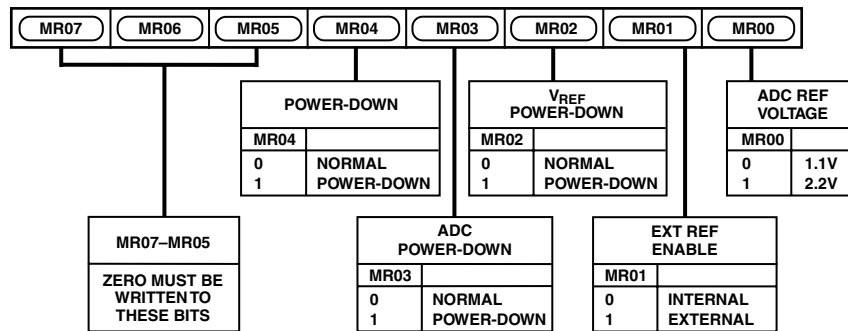 MR07 MR06 MR05 MR04 MR03 MR02 MR01 MR00
POWER-DOWN
MR04
0 NORMAL
1 POWER-DOWN
VREF
POWER-DOWN
MR02
0 NORMAL
1 POWER-DOWN
ADC REF
VOLTAGE
MR00
0 1.1V
1 2.2V
MR07–MR05
ZERO MUST BE
WRITTEN TO
THESE BITS
ADC
POWER-DOWN
MR03
0 NORMAL
1 POWER-DOWN
EXT REF
ENABLE
MR01
0 INTERNAL
1 EXTERNAL